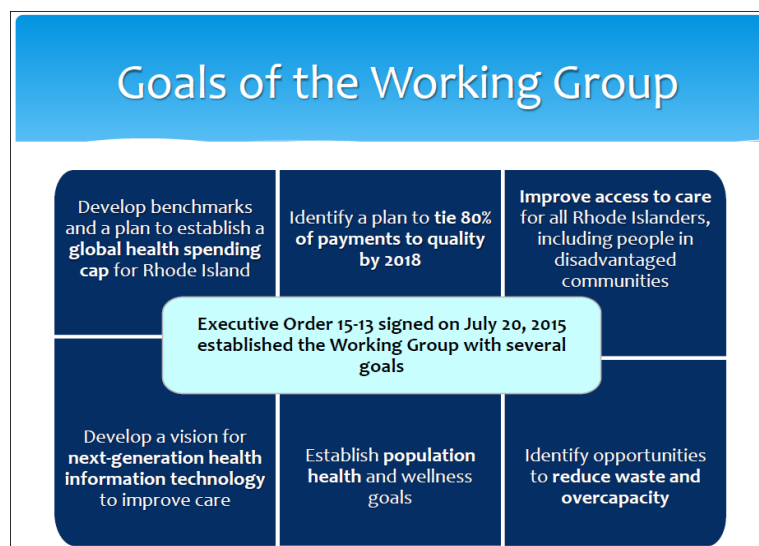 Goals of the Working Group
Develop benchmarks
and a plan to establish a
global health spending
cap for Rhode Island
Identify a plan to tie 80%
of payments to quality
by 2018
Improve access to care
for all Rhode Islanders,
including people in
disadvantaged
communities
Executive Order 15-13 signed on July 20, 2015
established the Working Group with several
goals
Develop a vision for
next-generation health
information technology
to improve care
Establish population
health and wellness
goals
Identify opportunities
to reduce waste and
overcapacity